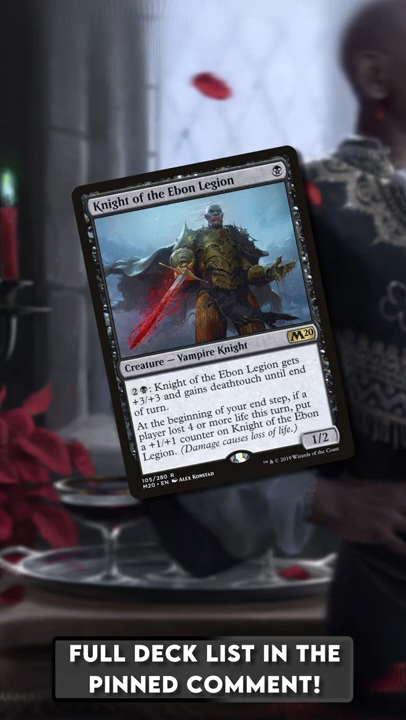 Knight of the Ebon Legion
M20
Creature — Vampire Knight
2: Knight of the Ebon Legion gets
+3/+3 and gains deathtouch until end
of turn.
At the beginning of your end step, if a
player lost 4 or more life this turn, put
a +1/+1 counter on Knight of the Ebon
Legion. (Damage causes loss of life.)
1/2
105/280 R
M20 • EN Alex Konstad
™ & © 2019 Wizards of the Coast
FULL DECK LIST IN THE
PINNED COMMENT!